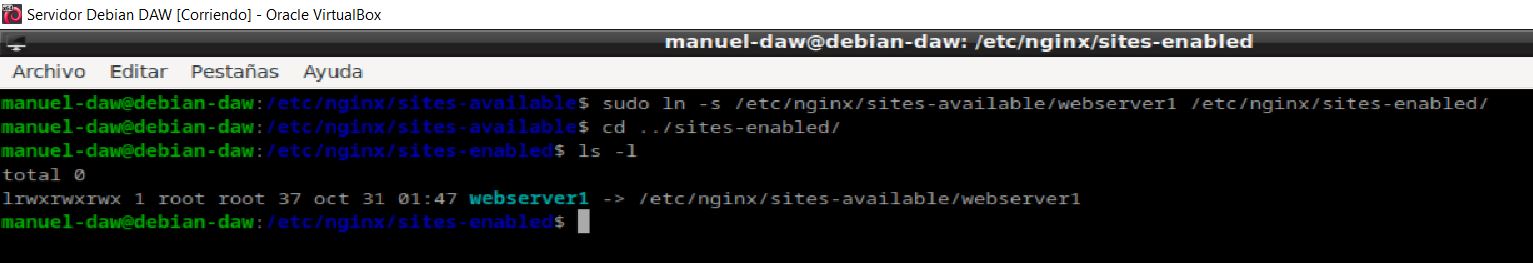 Servidor Debian DAW [Corriendo] - Oracle VirtualBox
manuel-daw@debian-daw: /etc/nginx/sites-enabled
Archivo Editar Pestañas Ayuda
manuel-daw@debian-daw:/etc/nginx/sites-available$ sudo ln -s /etc/nginx/sites-available/webserver1 /etc/nginx/sites-enabled/
manuel-daw@debian-daw:/etc/nginx/sites-available$ cd ../sites-enabled/
manuel-daw@debian-daw:/etc/nginx/sites-enabled$ ls -l
total 0
lrwxrwxrwx 1 root root 37 oct 31 01:47 webserver1 -> /etc/nginx/sites-available/webserver1
manuel-daw@debian-daw:/etc/nginx/sites-enabled$